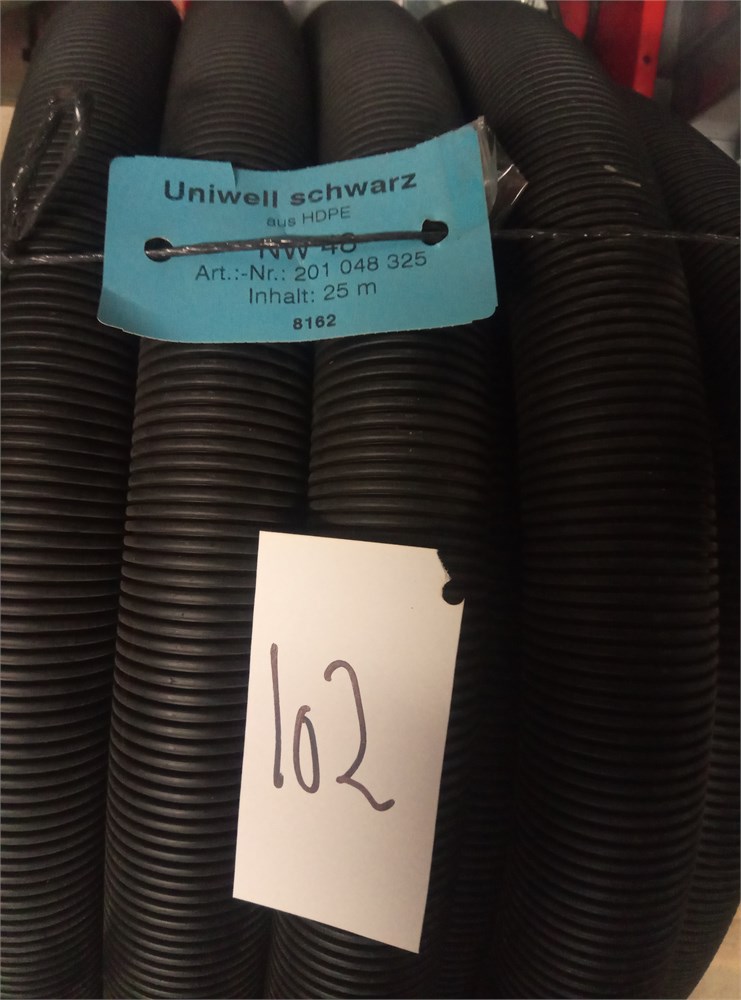 Uniwell schwarz
aus HDPE
NW 48
Art.:-Nr.: 201 048 325
Inhalt: 25 m
8162
102